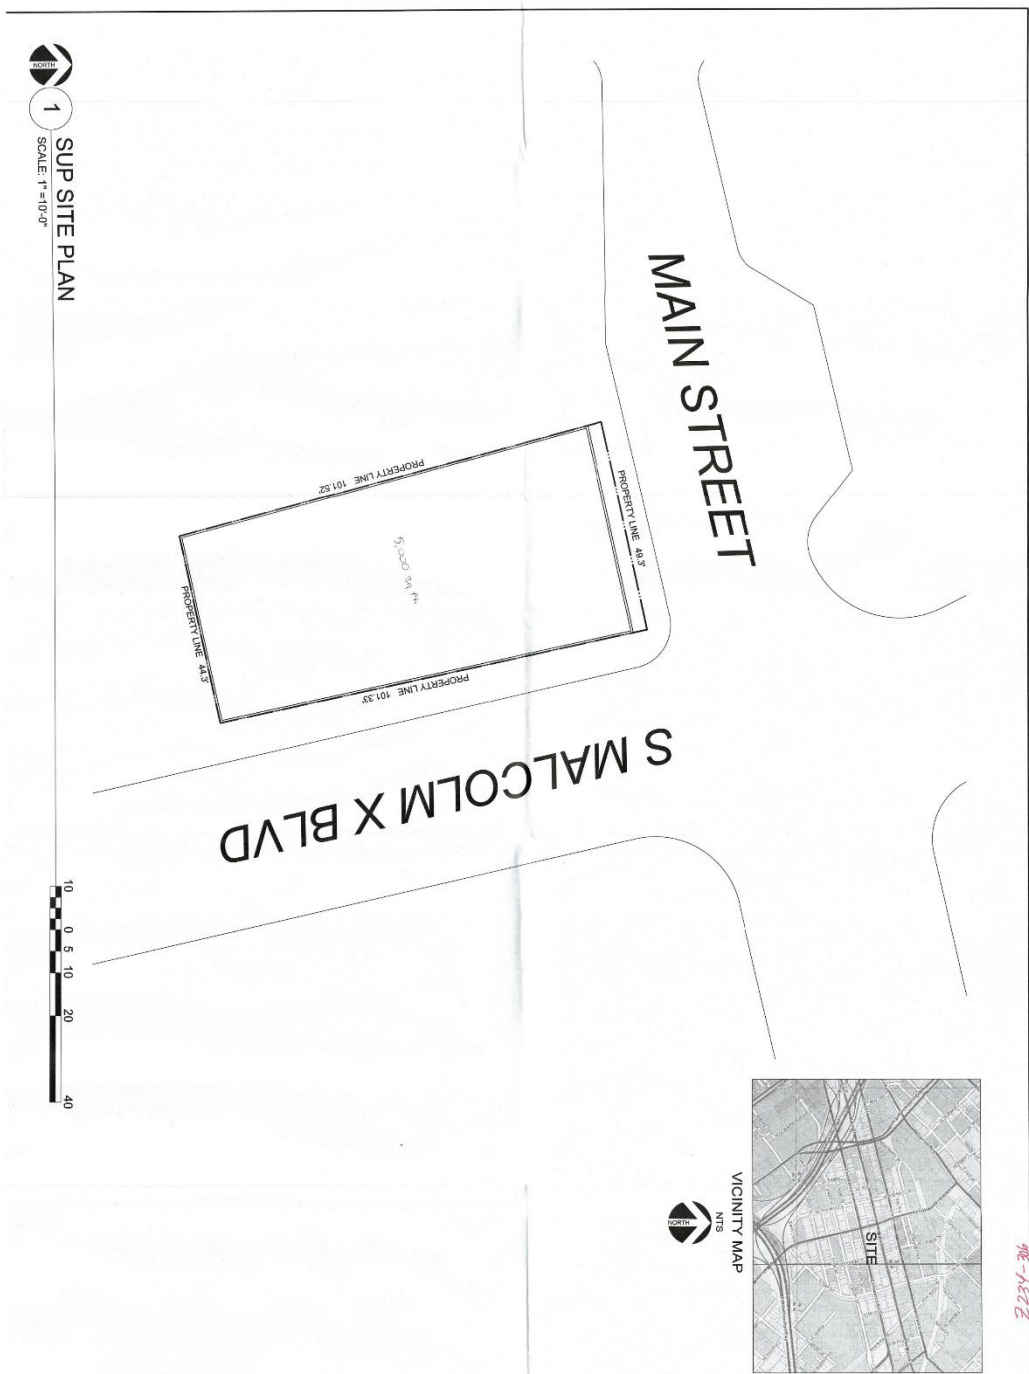 Z234-306
MAIN STREET
PROPERTY LINE 49.3'
PROPERTY LINE 101.52'
5,000 sq ft
PROPERTY LINE 101.33'
PROPERTY LINE 44.3'
S MALCOLM X BLVD
SITE
VICINITY MAP
NTS
NORTH
NORTH
1
SUP SITE PLAN
SCALE: 1" =10'-0"
10 0 5 10 20 40